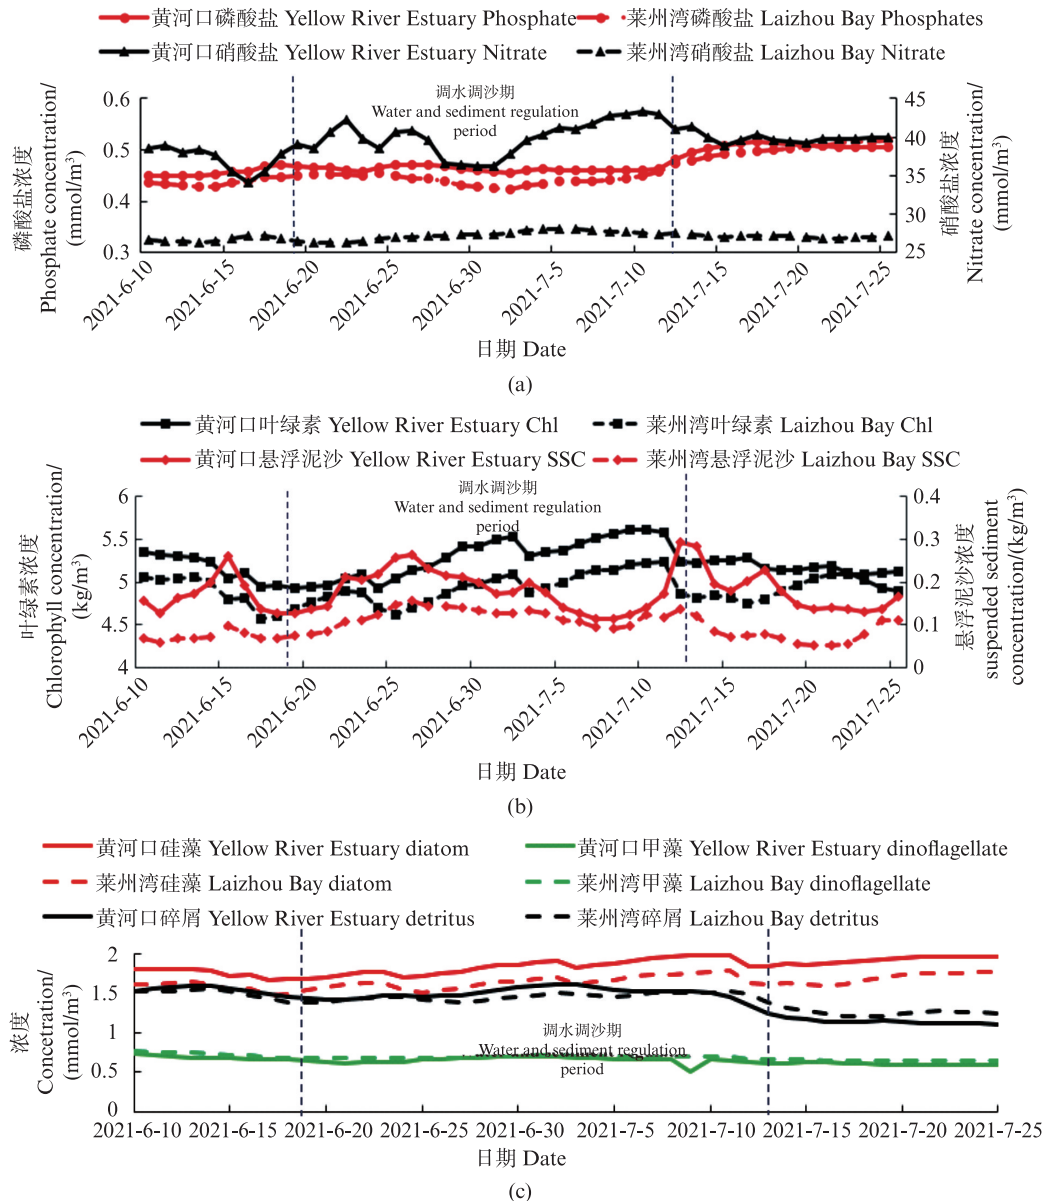 黄河口磷酸盐 Yellow River Estuary Phosphate
莱州湾磷酸盐 Laizhou Bay Phosphates
黄河口硝酸盐 Yellow River Estuary Nitrate
莱州湾硝酸盐 Laizhou Bay Nitrate
磷酸盐浓度
Phosphate concentration/
(mmol/m³)
0.6
0.5
0.4
0.3
调水调沙期
Water and sediment regulation
period
45
40
35
30
25
硝酸盐浓度
Nitrate concentration/
(mmol/m³)
2021-6-10
2021-6-15
2021-6-20
2021-6-25
2021-6-30
2021-7-5
2021-7-10
2021-7-15
2021-7-20
2021-7-25
日期 Date
(a)
黄河口叶绿素 Yellow River Estuary Chl
莱州湾叶绿素 Laizhou Bay Chl
黄河口悬浮泥沙 Yellow River Estuary SSC
莱州湾悬浮泥沙 Laizhou Bay SSC
叶绿素浓度
Chlorophyll concentration/
(kg/m³)
6
5.5
5
4.5
4
调水调沙期
Water and sediment regulation
period
0.4
0.3
0.2
0.1
0
悬浮泥沙浓度
suspended sediment
concentration/(kg/m³)
2021-6-10
2021-6-15
2021-6-20
2021-6-25
2021-6-30
2021-7-5
2021-7-10
2021-7-15
2021-7-20
2021-7-25
日期 Date
(b)
黄河口硅藻 Yellow River Estuary diatom
黄河口甲藻 Yellow River Estuary dinoflagellate
莱州湾硅藻 Laizhou Bay diatom
莱州湾甲藻 Laizhou Bay dinoflagellate
黄河口碎屑 Yellow River Estuary detritus
莱州湾碎屑 Laizhou Bay detritus
浓度
Concetration/
(mmol/m³)
2
1.5
1
0.5
0
调水调沙期
Water and sediment regulation
period
2021-6-10
2021-6-15
2021-6-20
2021-6-25
2021-6-30
2021-7-5
2021-7-10
2021-7-15
2021-7-20
2021-7-25
日期 Date
(c)